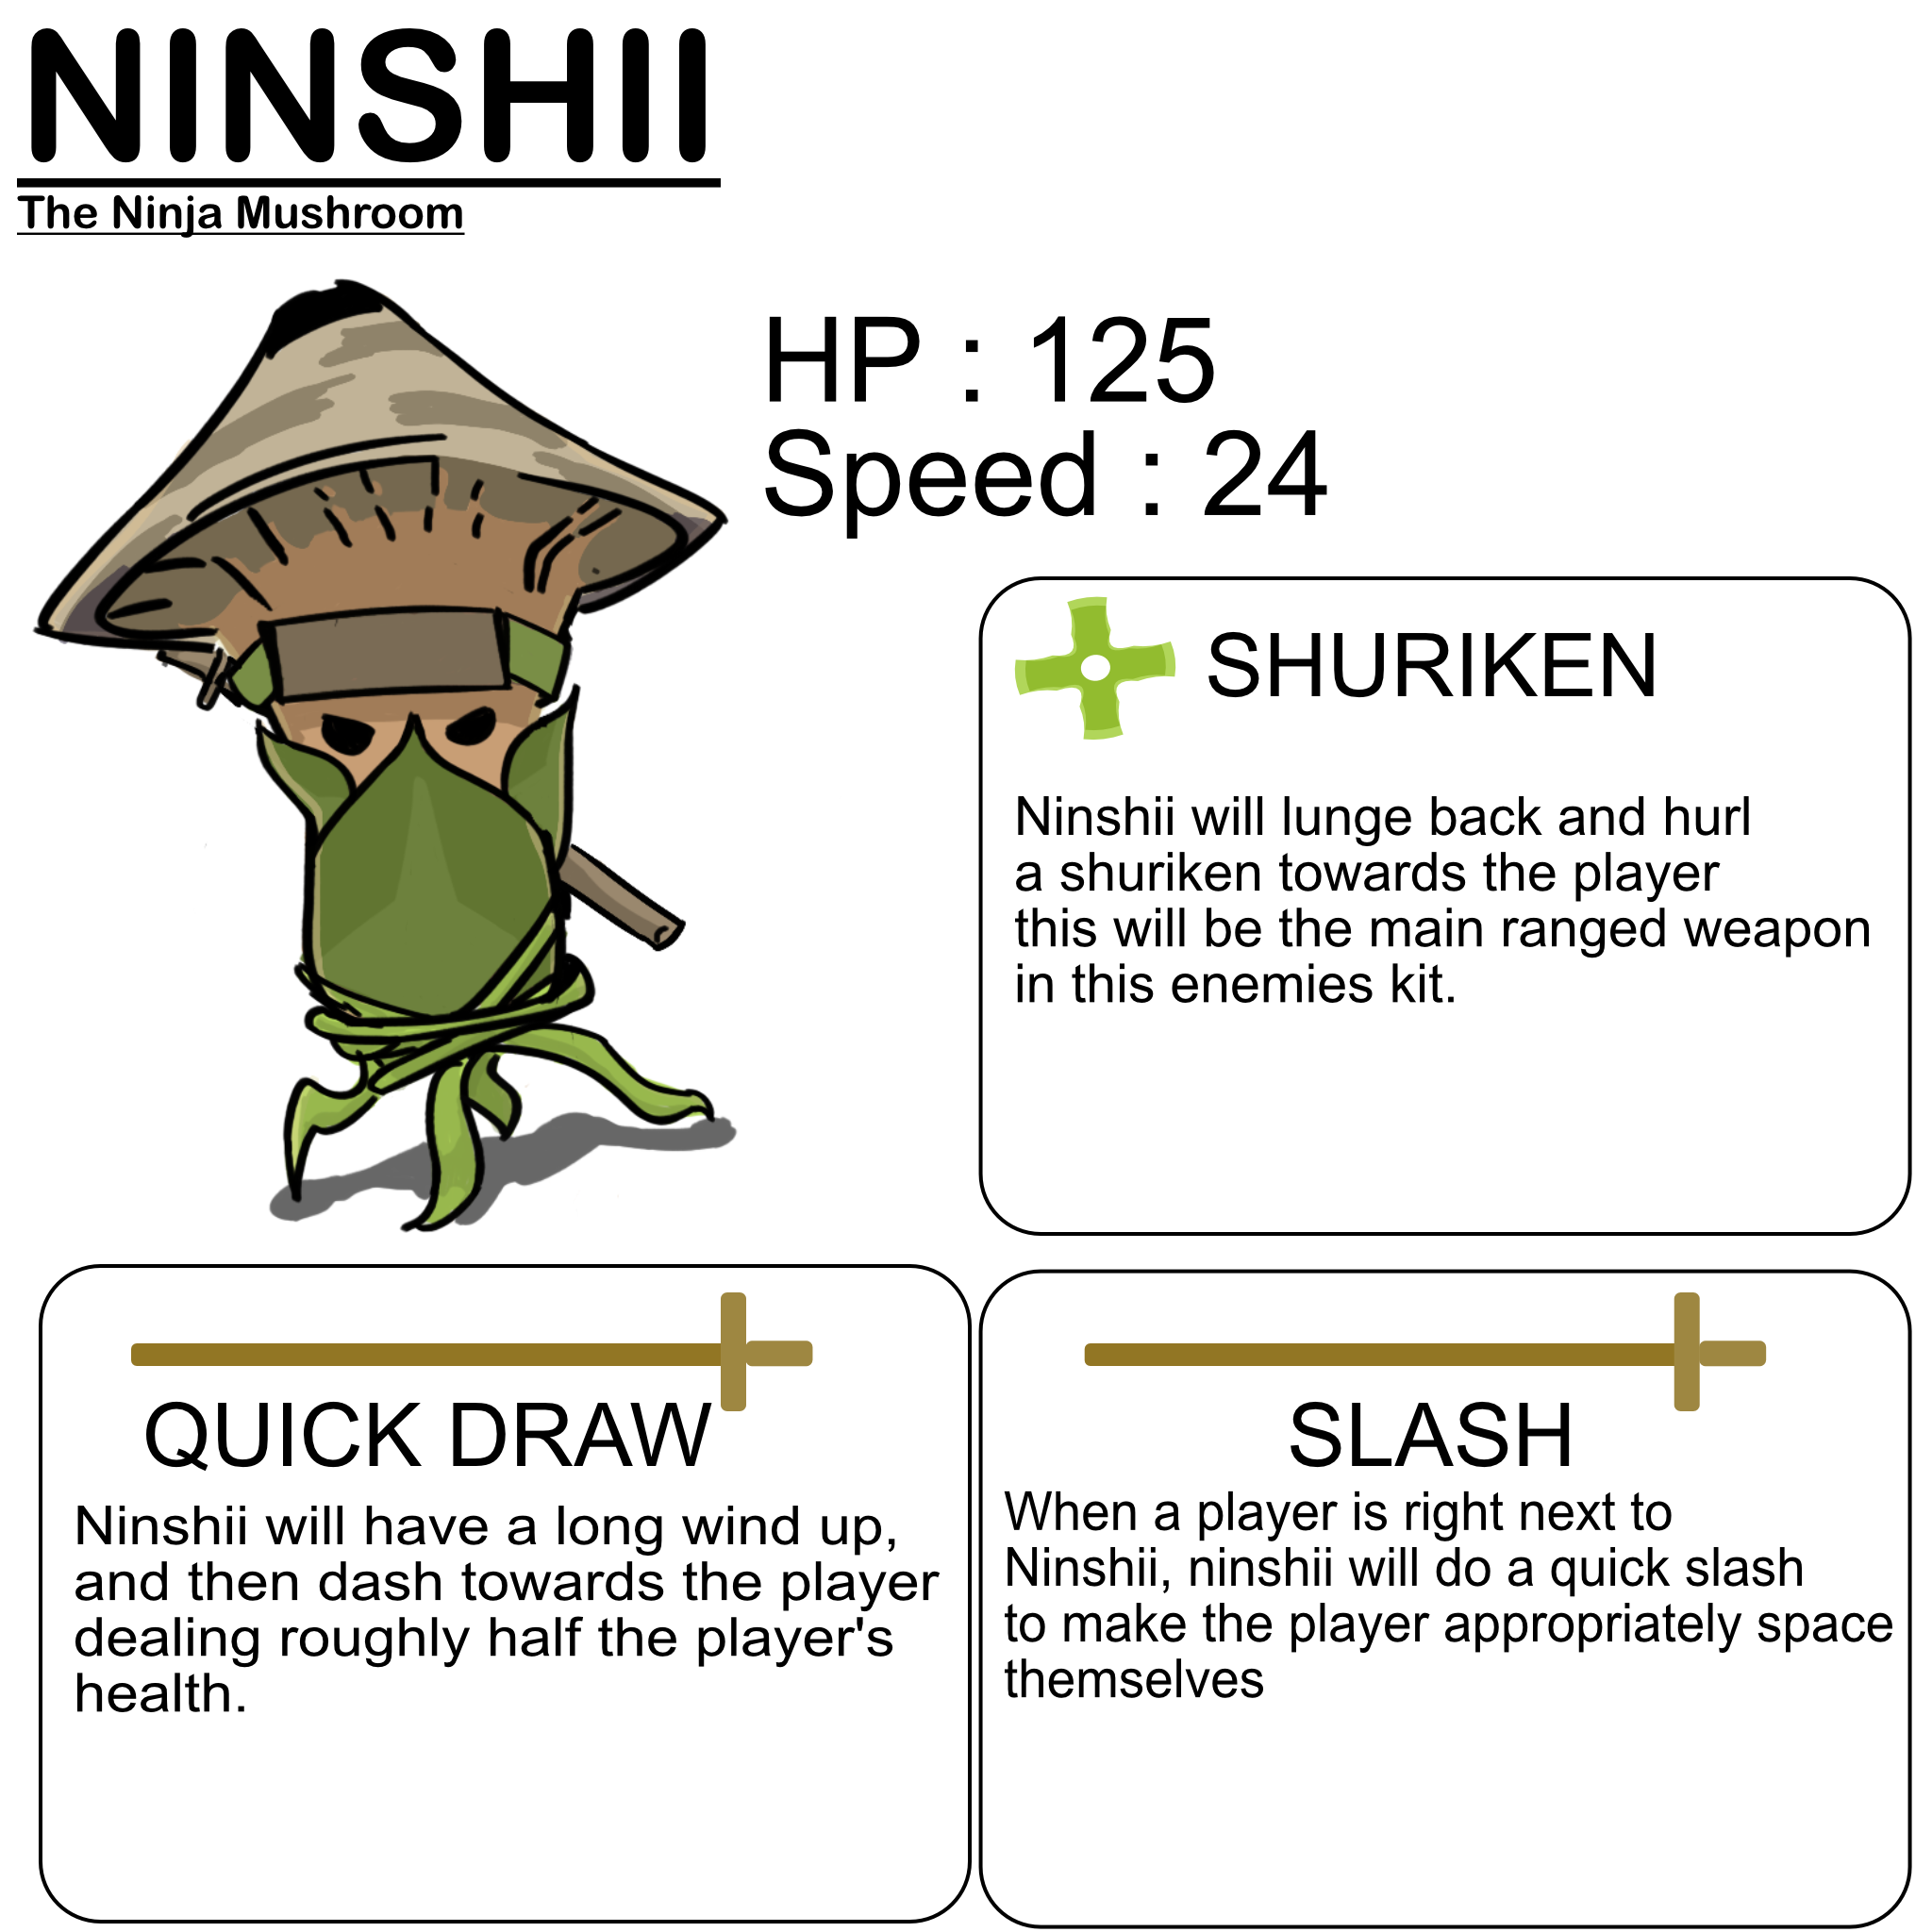 NINSHII
The Ninja Mushroom
HP : 125
Speed : 24
SHURIKEN
Ninshii will lunge back and hurl
a shuriken towards the player
this will be the main ranged weapon
in this enemies kit.
QUICK DRAW
Ninshii will have a long wind up,
and then dash towards the player
dealing roughly half the player's
health.
SLASH
When a player is right next to
Ninshii, ninshii will do a quick slash
to make the player appropriately space
themselves